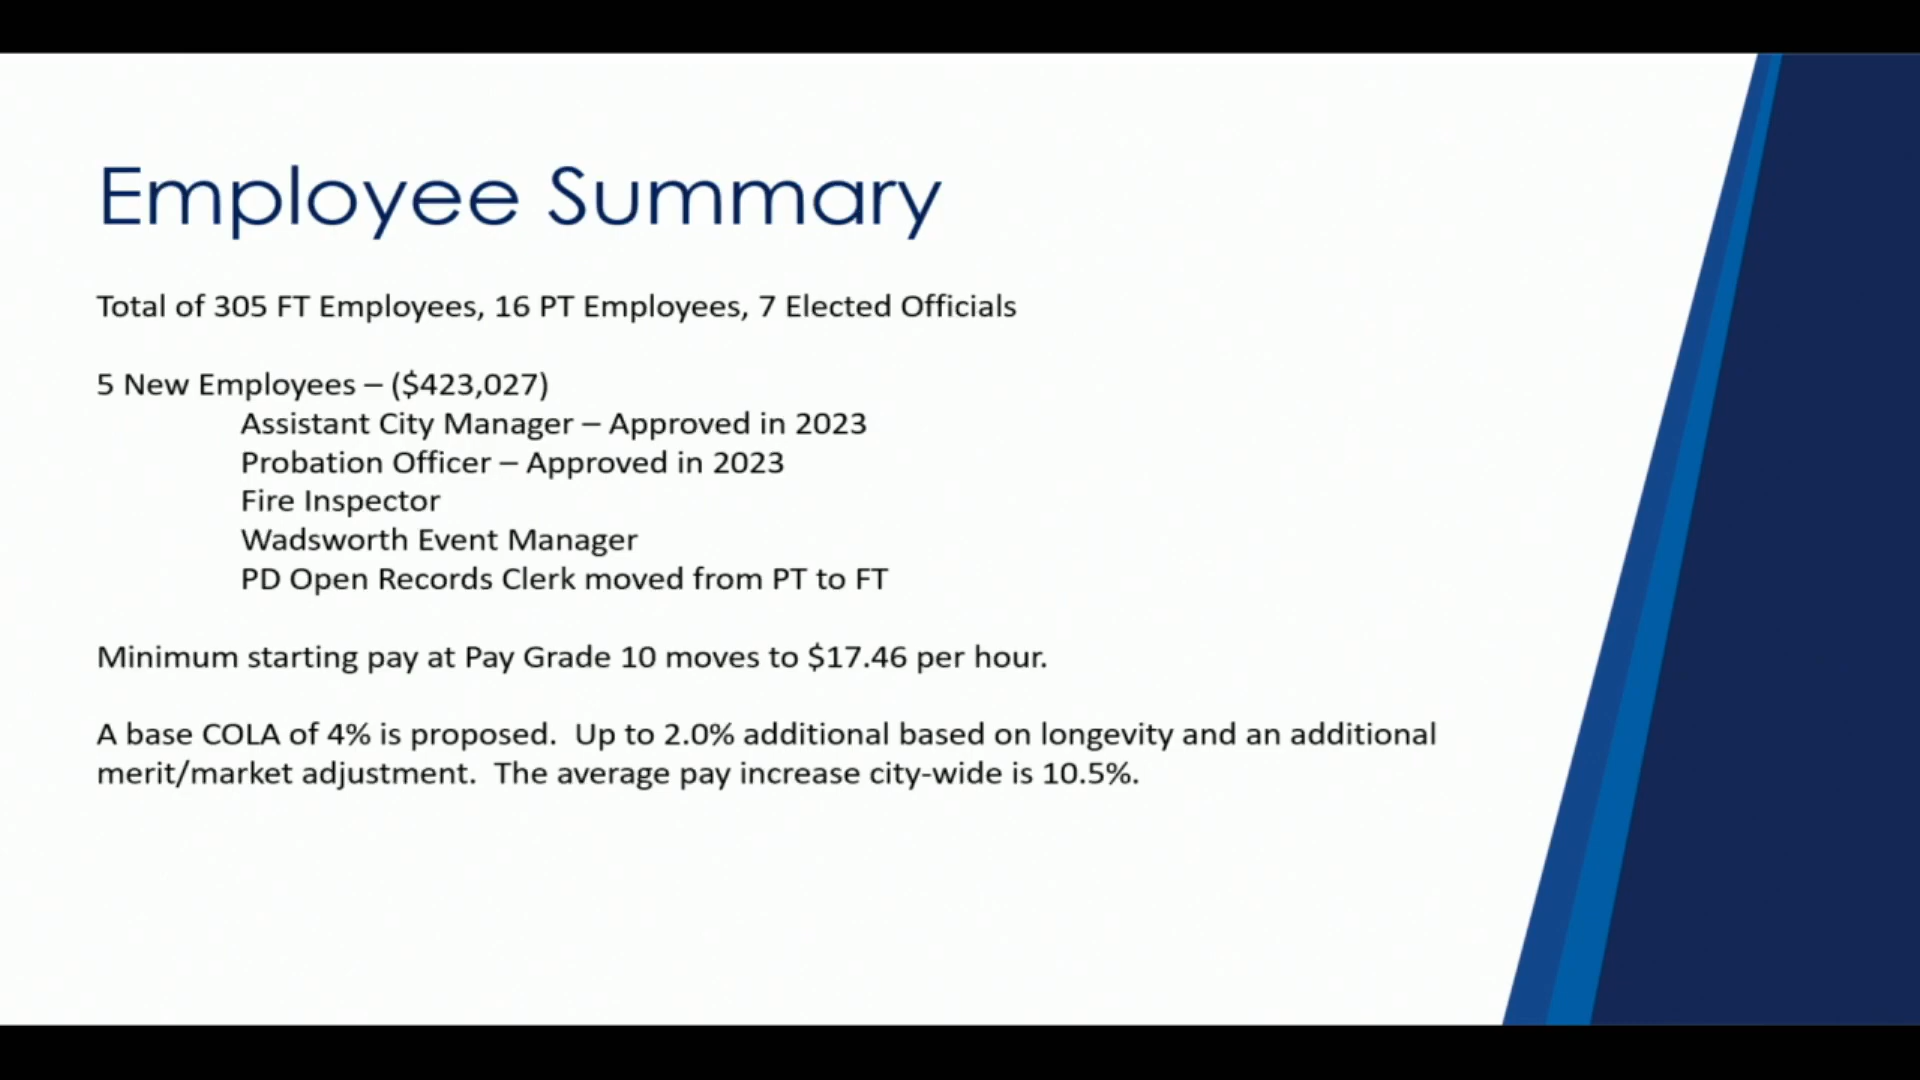 Employee Summary
Total of 305 FT Employees, 16 PT Employees, 7 Elected Officials
5 New Employees – ($423,027)
Assistant City Manager – Approved in 2023
Probation Officer – Approved in 2023
Fire Inspector
Wadsworth Event Manager
PD Open Records Clerk moved from PT to FT
Minimum starting pay at Pay Grade 10 moves to $17.46 per hour.
A base COLA of 4% is proposed.  Up to 2.0% additional based on longevity and an additional
merit/market adjustment.  The average pay increase city-wide is 10.5%.